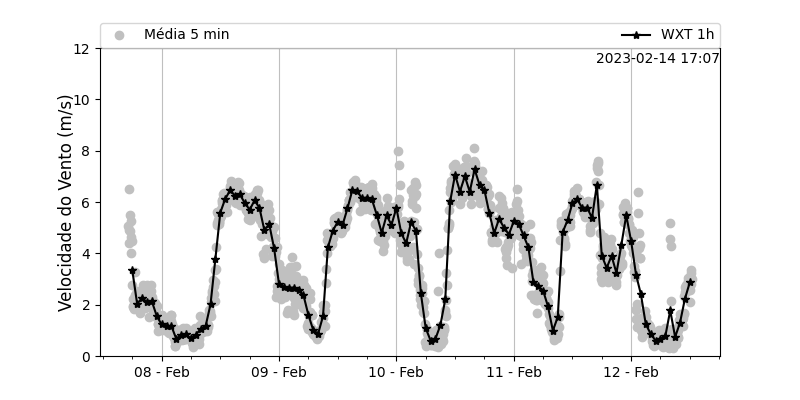 Média 5 min WXT 1h
2023-02-14 17:07
Velocidade do Vento (m/s)
12
10
8
6
4
2
0
08 - Feb 09 - Feb 10 - Feb 11 - Feb 12 - Feb